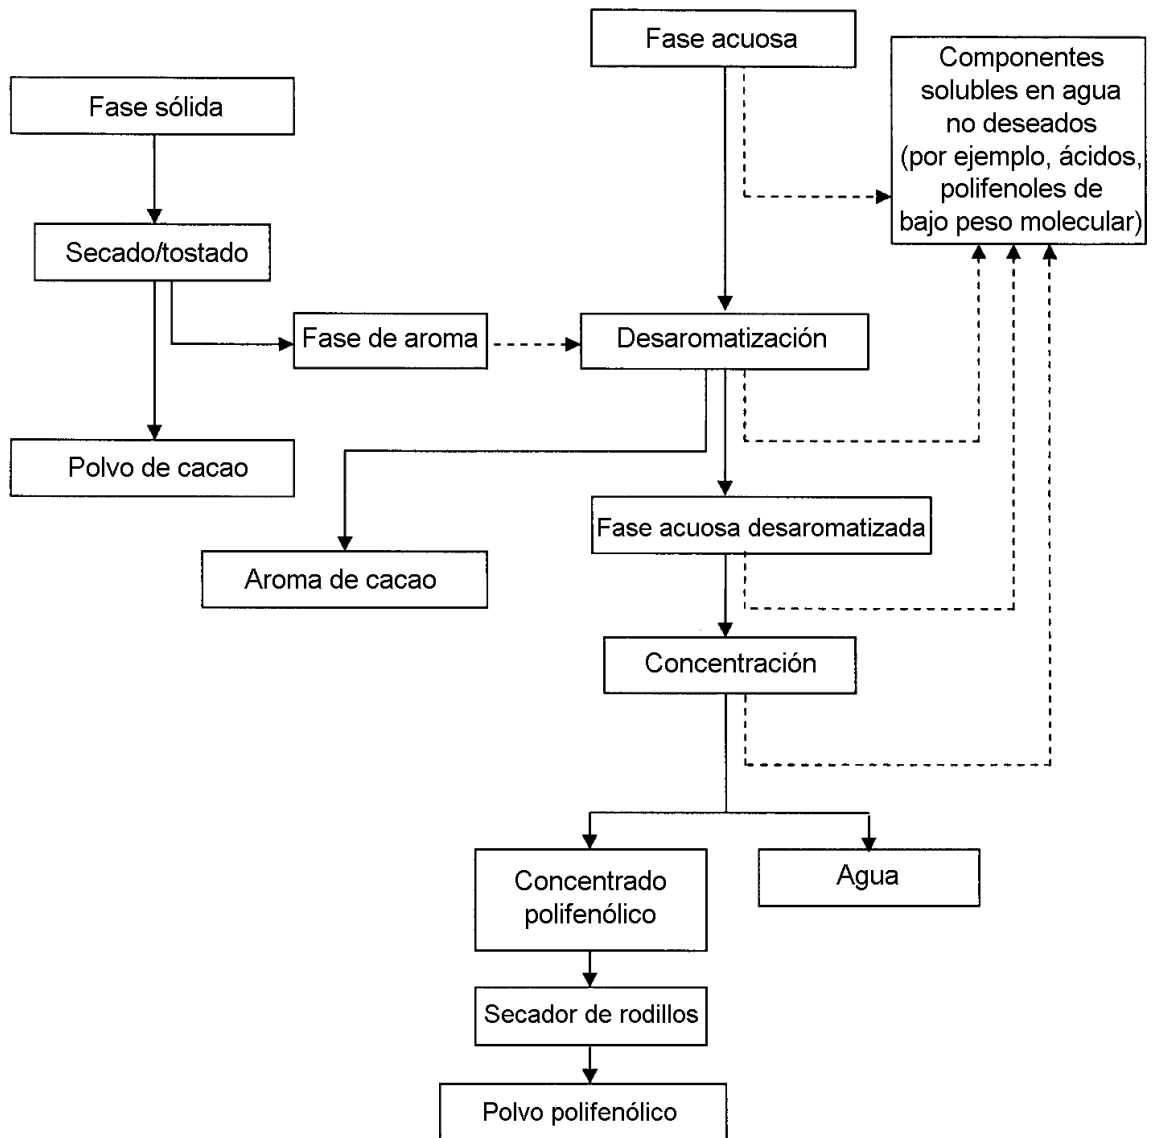 Fase acuosa
Componentes
solubles en agua
no deseados
(por ejemplo, ácidos,
polifenoles de
bajo peso molecular)
Fase sólida
Secado/tostado
Fase de aroma
Desaromatización
Polvo de cacao
Fase acuosa desaromatizada
Aroma de cacao
Concentración
Concentrado
polifenólico
Agua
Secador de rodillos
Polvo polifenólico